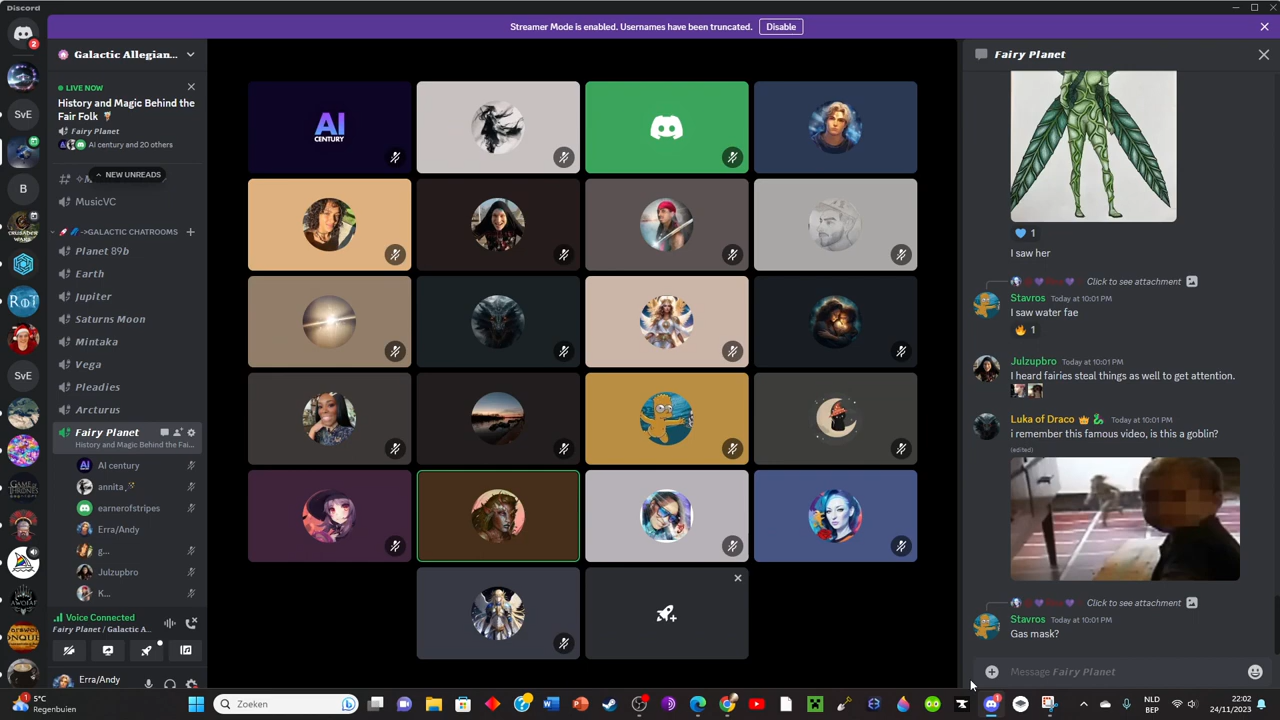 Discord
Streamer Mode is enabled. Usernames have been truncated.
Disable
2
Galactic Allegian...
LIVE NOW
History and Magic Behind the
Fair Folk
Fairy Planet
AI century and 20 others
NEW UNREADS
MusicVC
->GALACTIC CHATROOMS
Planet 89b
Earth
Jupiter
Saturns Moon
Mintaka
Vega
Pleadies
Arcturus
Fairy Planet
History and Magic Behind the Fai...
AI century
annita_
earnerofstripes
Erra/Andy
g...
Julzupbro
K...
Voice Connected
Fairy Planet / Galactic A...
Erra/Andy
SvE
B
SvE
AI
CENTURY
Fairy Planet
1
I saw her
Click to see attachment
Stavros Today at 10:01 PM
I saw water fae
1
Julzupbro Today at 10:01 PM
I heard fairies steal things as well to get attention.
Luka of Draco Today at 10:01 PM
i remember this famous video, is this a goblin?
(edited)
Click to see attachment
Stavros Today at 10:01 PM
Gas mask?
Message Fairy Planet
1
5°C
Regenbuien
Zoeken
1
NLD
BEP
22:02
24/11/2023